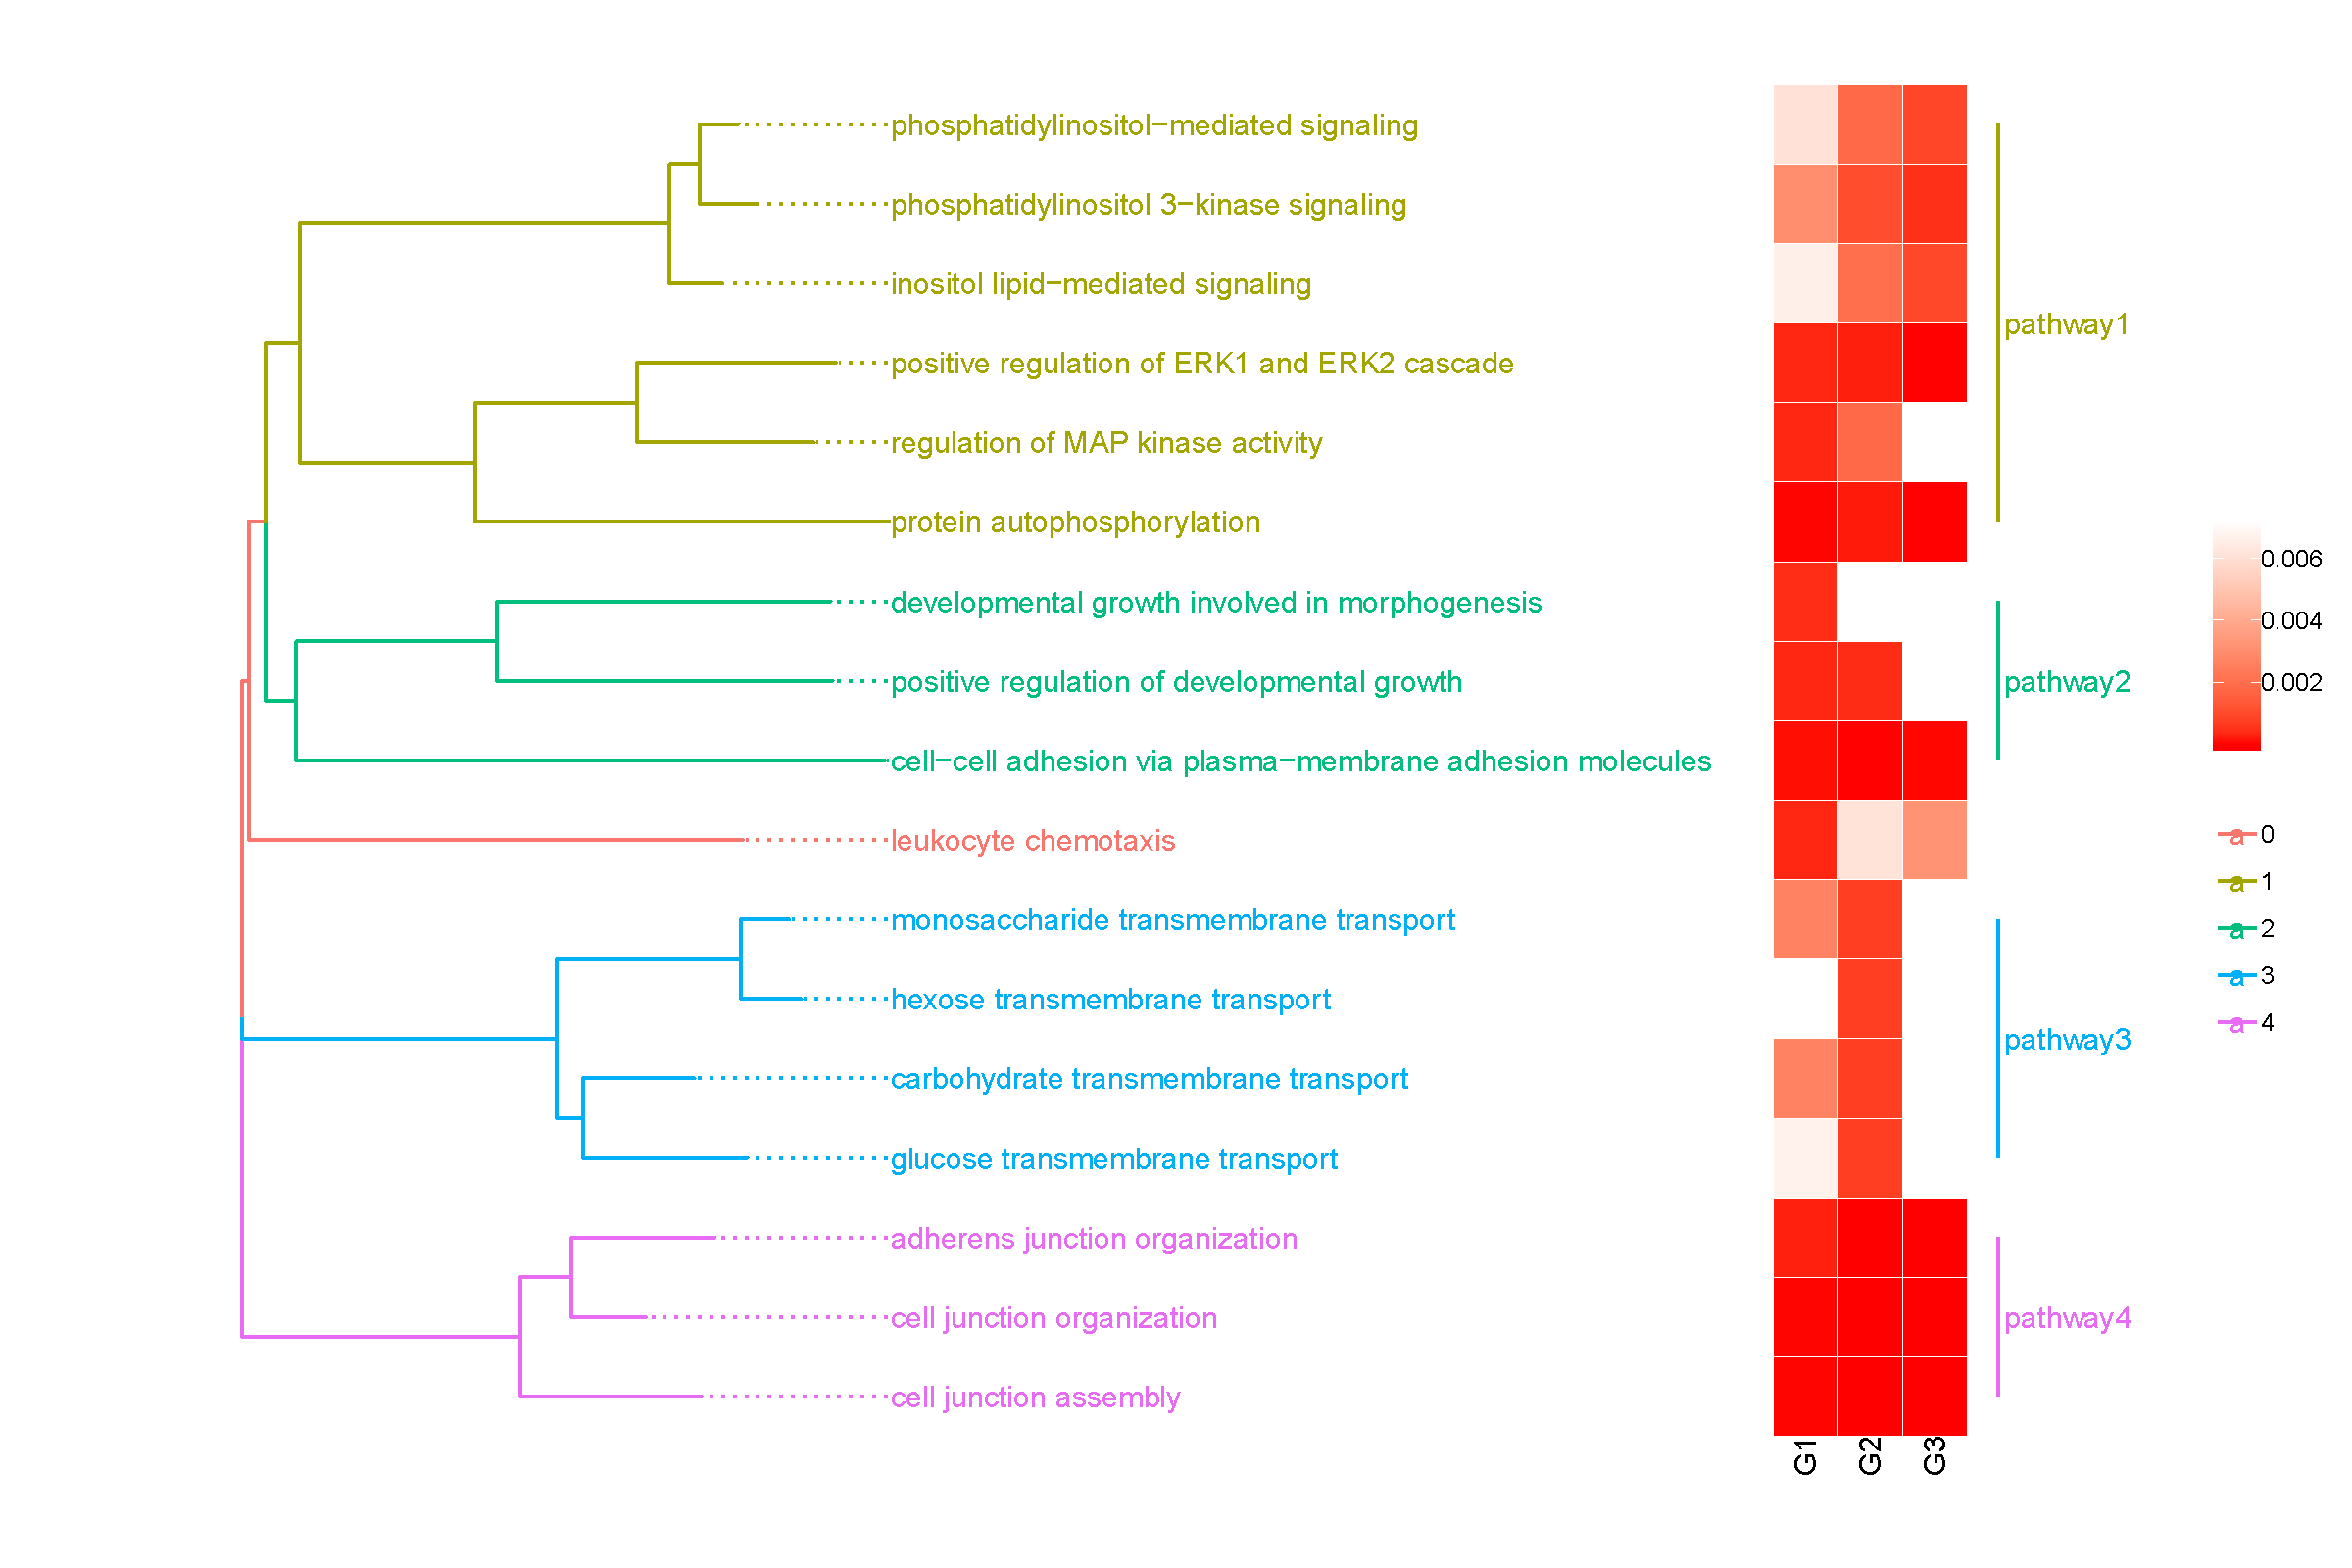 phosphatidylinositol-mediated signaling
phosphatidylinositol 3-kinase signaling
inositol lipid-mediated signaling
positive regulation of ERK1 and ERK2 cascade
regulation of MAP kinase activity
protein autophosphorylation
developmental growth involved in morphogenesis
positive regulation of developmental growth
cell-cell adhesion via plasma-membrane adhesion molecules
leukocyte chemotaxis
monosaccharide transmembrane transport
hexose transmembrane transport
carbohydrate transmembrane transport
glucose transmembrane transport
adherens junction organization
cell junction organization
cell junction assembly
G1
G2
G3
pathway1
pathway2
pathway3
pathway4
0.006
0.004
0.002
a 0
a 1
a 2
a 3
a 4